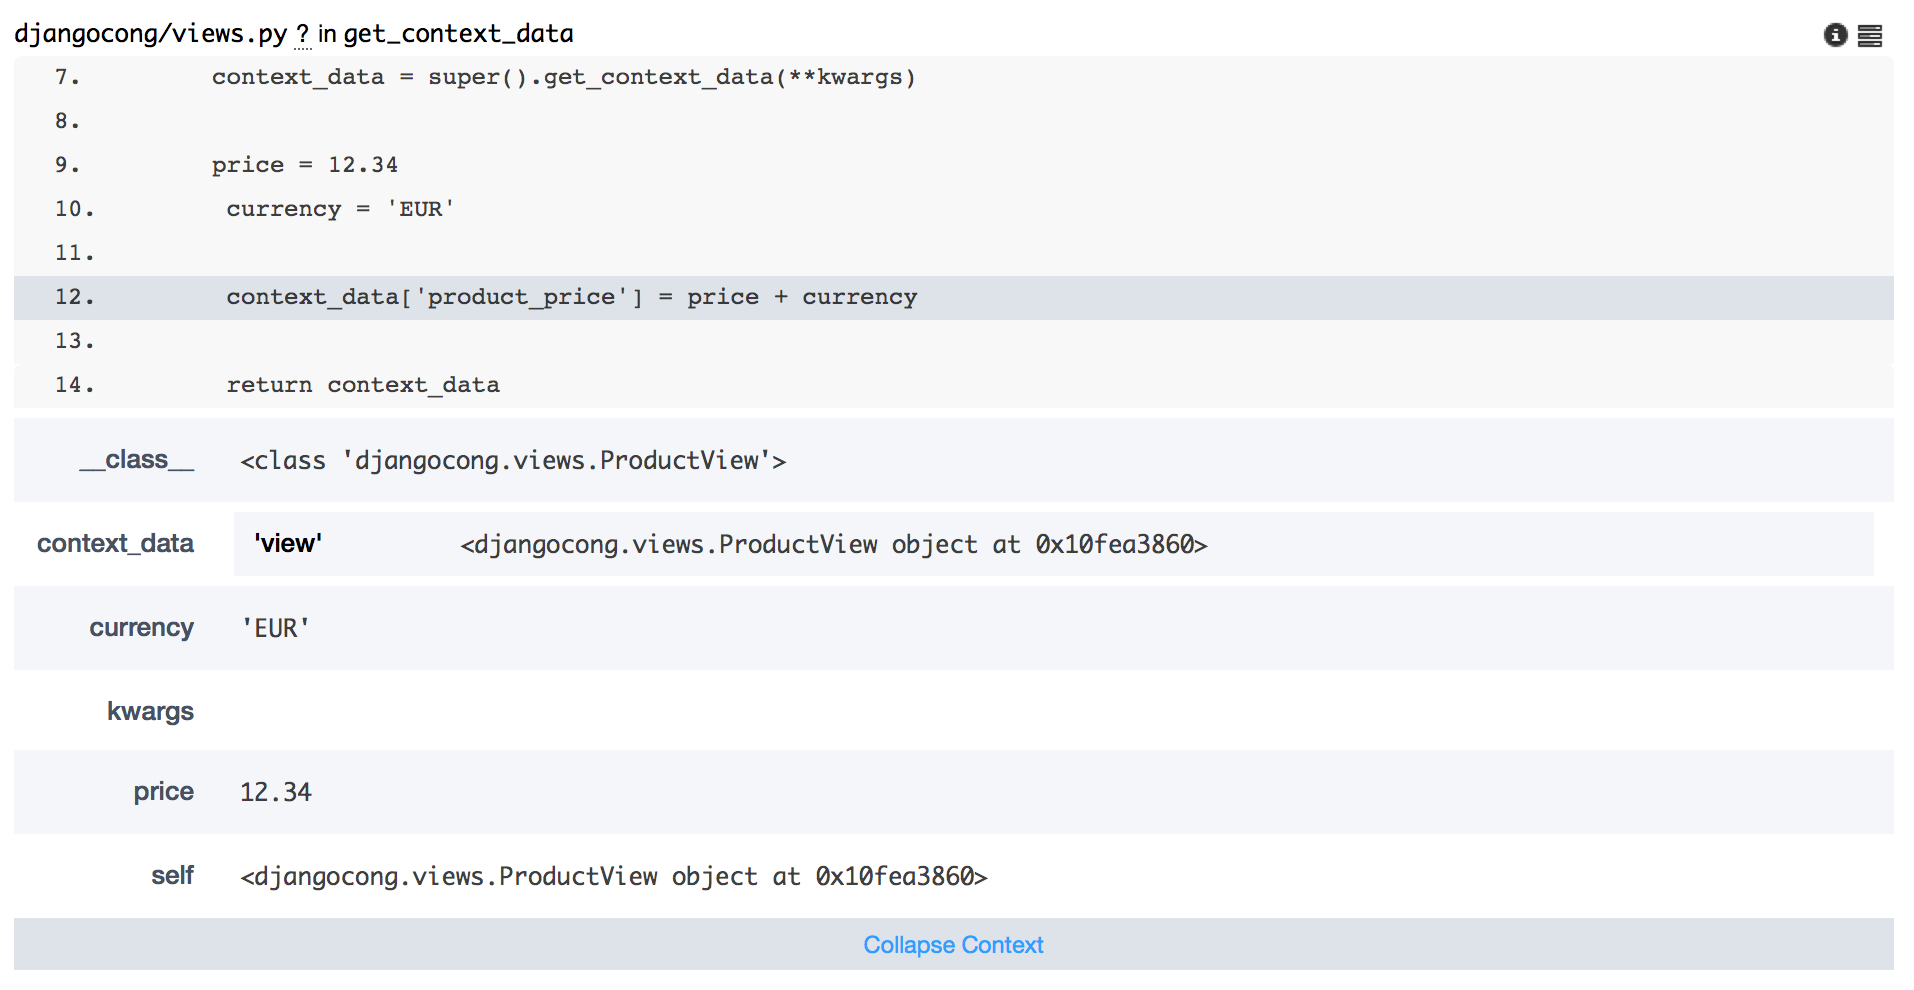 djangocong/views.py ? in get_context_data
7. context_data = super().get_context_data(**kwargs)
8.
9. price = 12.34
10. currency = 'EUR'
11.
12. context_data['product_price'] = price + currency
13.
14. return context_data
__class__ <class 'djangocong.views.ProductView'>
context_data 'view' <djangocong.views.ProductView object at 0x10fea3860>
currency 'EUR'
kwargs
price 12.34
self <djangocong.views.ProductView object at 0x10fea3860>
Collapse Context